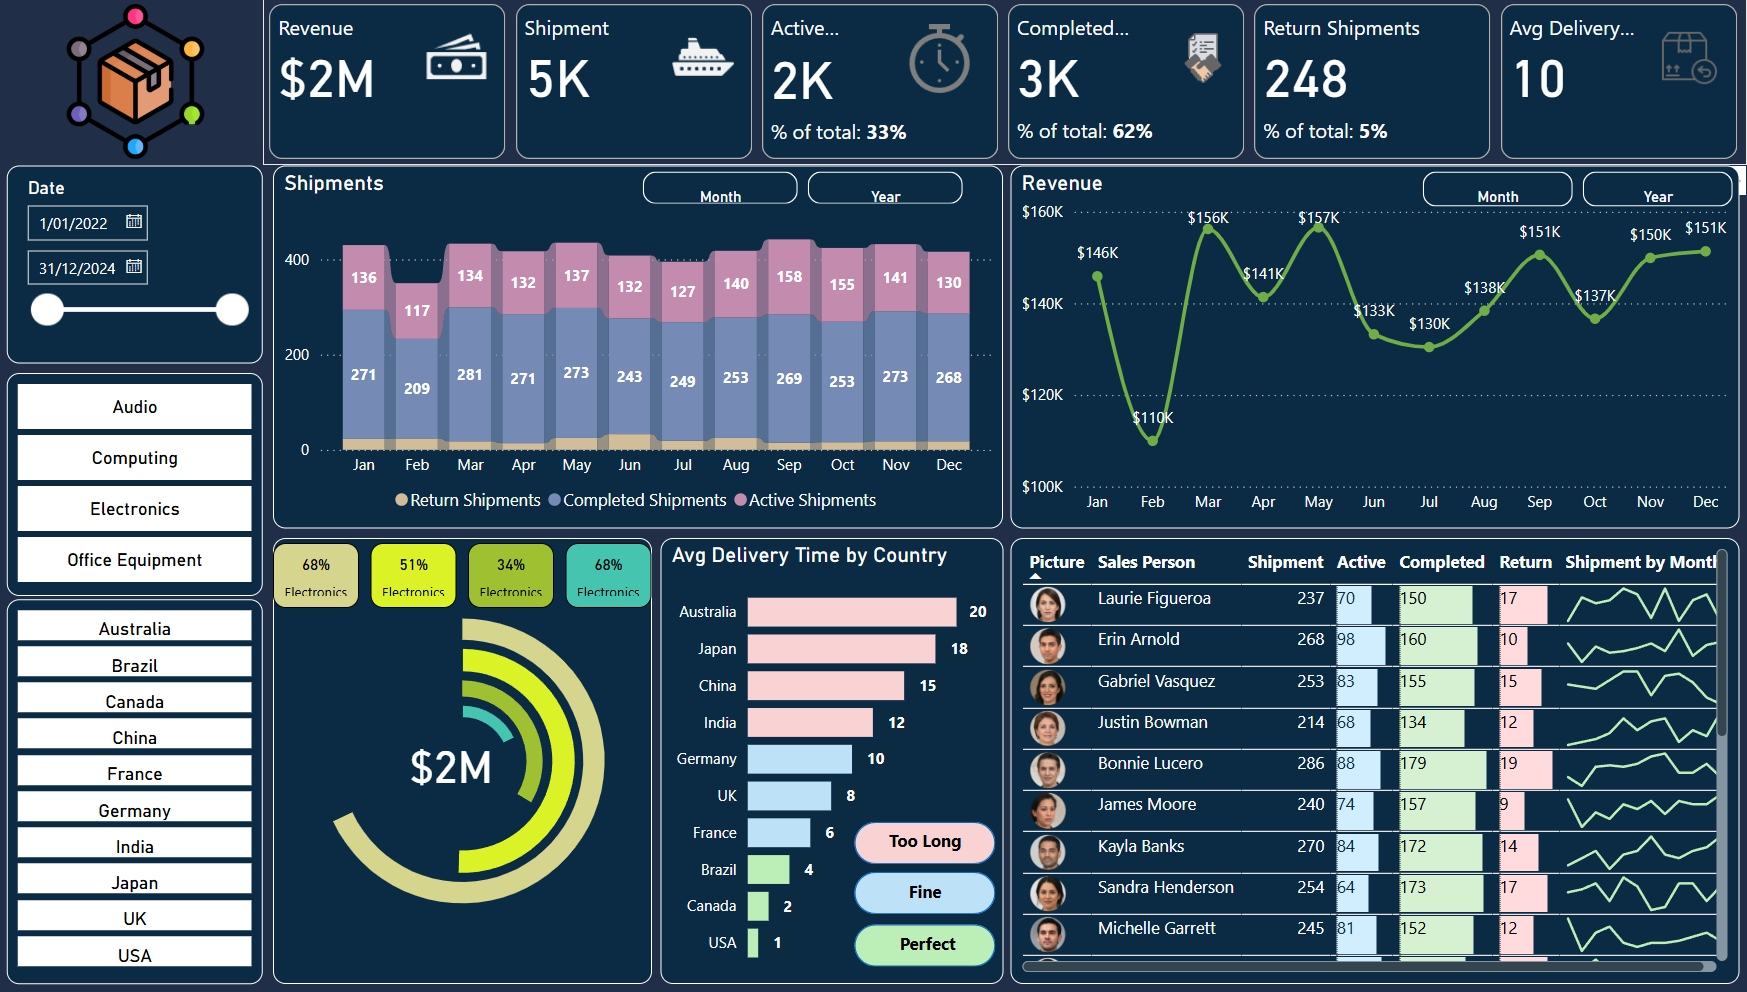 Revenue
$2M
Shipment
5K
Active...
2K
% of total: 33%
Completed...
3K
% of total: 62%
Return Shipments
248
% of total: 5%
Avg Delivery...
10
Date
1/01/2022
31/12/2024
Audio
Computing
Electronics
Office Equipment
Australia
Brazil
Canada
China
France
Germany
India
Japan
UK
USA
Shipments
Month
Year
400
200
0
136
117
134
132
137
132
127
140
158
155
141
130
271
209
281
271
273
243
249
253
269
253
273
268
Jan Feb Mar Apr May Jun Jul Aug Sep Oct Nov Dec
Return Shipments Completed Shipments Active Shipments
Revenue
Month
Year
$160K
$140K
$120K
$100K
$146K
$110K
$156K
$141K
$157K
$133K
$130K
$138K
$151K
$137K
$150K
$151K
Jan Feb Mar Apr May Jun Jul Aug Sep Oct Nov Dec
68%
Electronics
51%
Electronics
34%
Electronics
68%
Electronics
$2M
Avg Delivery Time by Country
Australia 20
Japan 18
China 15
India 12
Germany 10
UK 8
France 6
Brazil 4
Canada 2
USA 1
Too Long
Fine
Perfect
Picture Sales Person Shipment Active Completed Return Shipment by Month
Laurie Figueroa 237 70 150 17
Erin Arnold 268 98 160 10
Gabriel Vasquez 253 83 155 15
Justin Bowman 214 68 134 12
Bonnie Lucero 286 88 179 19
James Moore 240 74 157 9
Kayla Banks 270 84 172 14
Sandra Henderson 254 64 173 17
Michelle Garrett 245 81 152 12